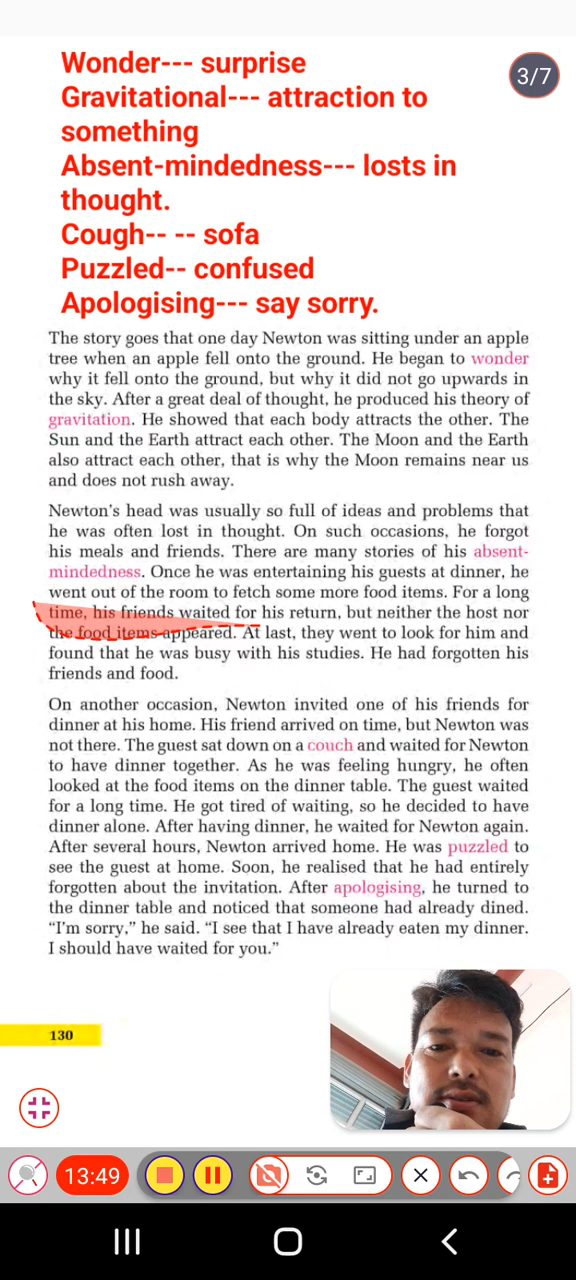 Wonder--- surprise
3/7
Gravitational--- attraction to
something
Absent-mindedness--- losts in
thought.
Cough-- -- sofa
Puzzled-- confused
Apologising--- say sorry.
The story goes that one day Newton was sitting under an apple
tree when an apple fell onto the ground. He began to wonder
why it fell onto the ground, but why it did not go upwards in
the sky. After a great deal of thought, he produced his theory of
gravitation. He showed that each body attracts the other. The
Sun and the Earth attract each other. The Moon and the Earth
also attract each other, that is why the Moon remains near us
and does not rush away.
Newton's head was usually so full of ideas and problems that
he was often lost in thought. On such occasions, he forgot
his meals and friends. There are many stories of his absent-
mindedness. Once he was entertaining his guests at dinner, he
went out of the room to fetch some more food items. For a long
time, his friends waited for his return, but neither the host nor
the food items appeared. At last, they went to look for him and
found that he was busy with his studies. He had forgotten his
friends and food.
On another occasion, Newton invited one of his friends for
dinner at his home. His friend arrived on time, but Newton was
not there. The guest sat down on a couch and waited for Newton
to have dinner together. As he was feeling hungry, he often
looked at the food items on the dinner table. The guest waited
for a long time. He got tired of waiting, so he decided to have
dinner alone. After having dinner, he waited for Newton again.
After several hours, Newton arrived home. He was puzzled to
see the guest at home. Soon, he realised that he had entirely
forgotten about the invitation. After apologising, he turned to
the dinner table and noticed that someone had already dined.
“I'm sorry,” he said. “I see that I have already eaten my dinner.
I should have waited for you.”
130
13:49